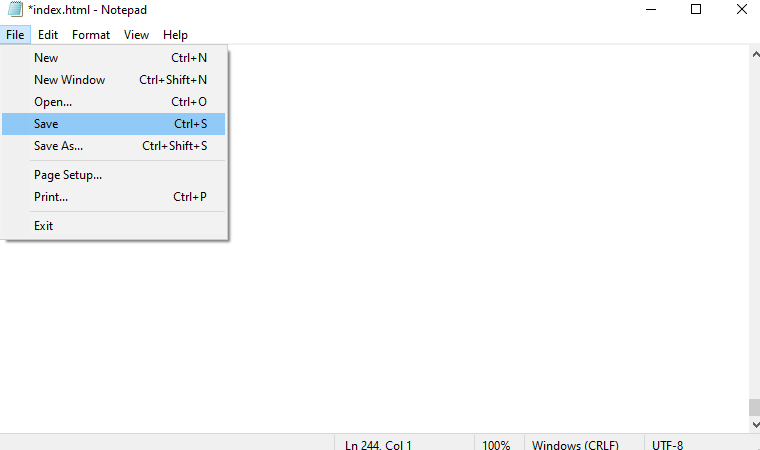 *index.html - Notepad
File Edit Format View Help
New Ctrl+N
New Window Ctrl+Shift+N
Open... Ctrl+O
Save Ctrl+S
Save As... Ctrl+Shift+S
Page Setup...
Print... Ctrl+P
Exit
Ln 244, Col 1 100% Windows (CRLF) UTF-8